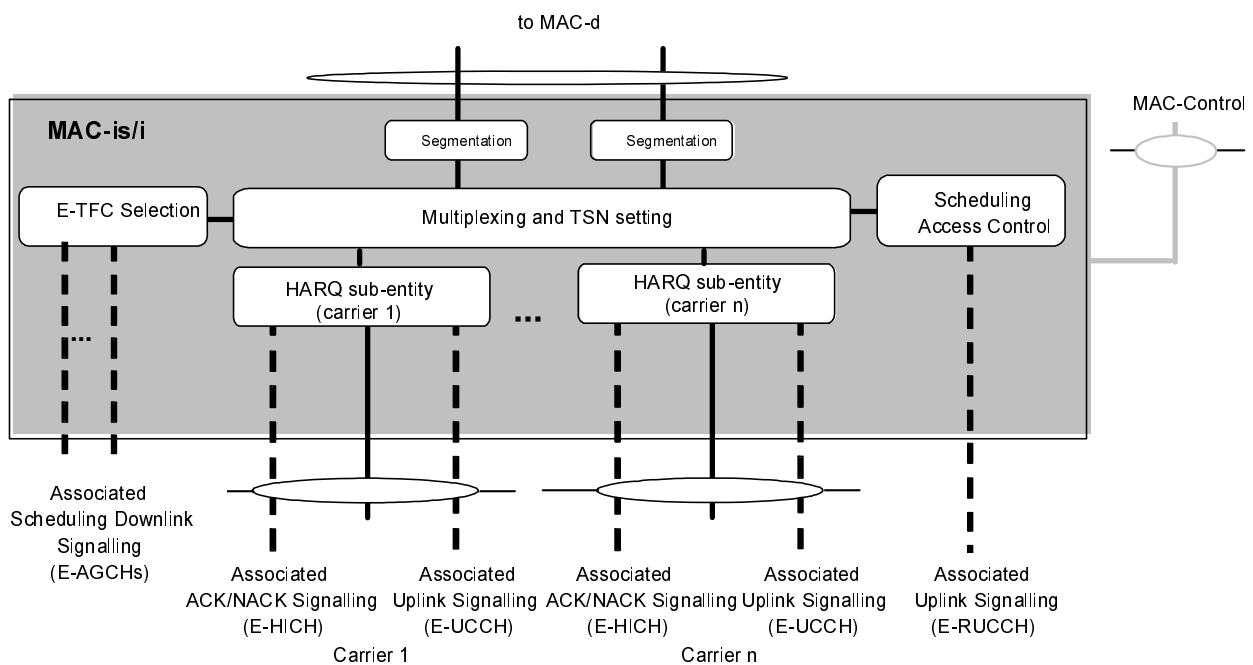 to MAC-d
MAC-Control
MAC-is/i
Segmentation
Segmentation
E-TFC Selection
Multiplexing and TSN setting
Scheduling
Access Control
HARQ sub-entity
(carrier 1)
...
HARQ sub-entity
(carrier n)
...
Associated
Scheduling Downlink
Signalling
(E-AGCHs)
Associated
ACK/NACK Signalling
(E-HICH)
Associated
Uplink Signalling
(E-UCCH)
Associated
ACK/NACK Signalling
(E-HICH)
Associated
Uplink Signalling
(E-UCCH)
Associated
Uplink Signalling
(E-RUCCH)
Carrier 1
Carrier n